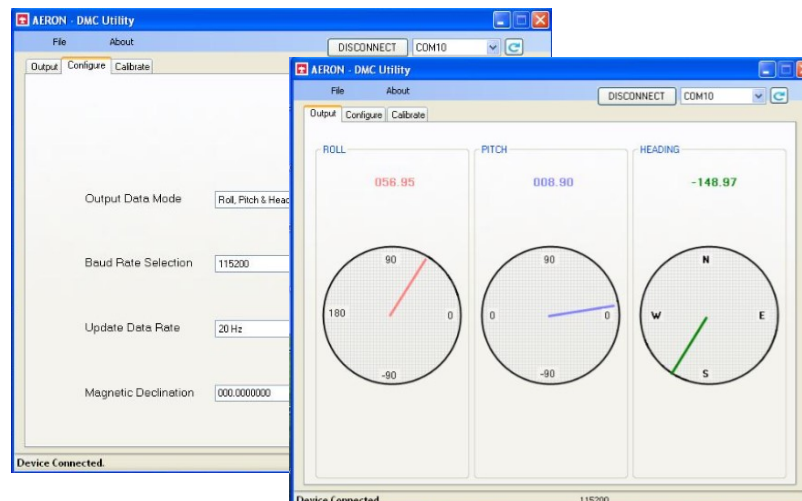 AERON - DMC Utility
File About DISCONNECT COM10
Output Configure Calibrate
Output Data Mode Roll, Pitch & Head
Baud Rate Selection 115200
Update Data Rate 20 Hz
Magnetic Declination 000.0000000
Device Connected.
AERON - DMC Utility
File About DISCONNECT COM10
Output Configure Calibrate
ROLL PITCH HEADING
056.95 008.90 -148.97
90 90 N
180 0 0 0 W E
-90 -90 S
Device Connected. 115200